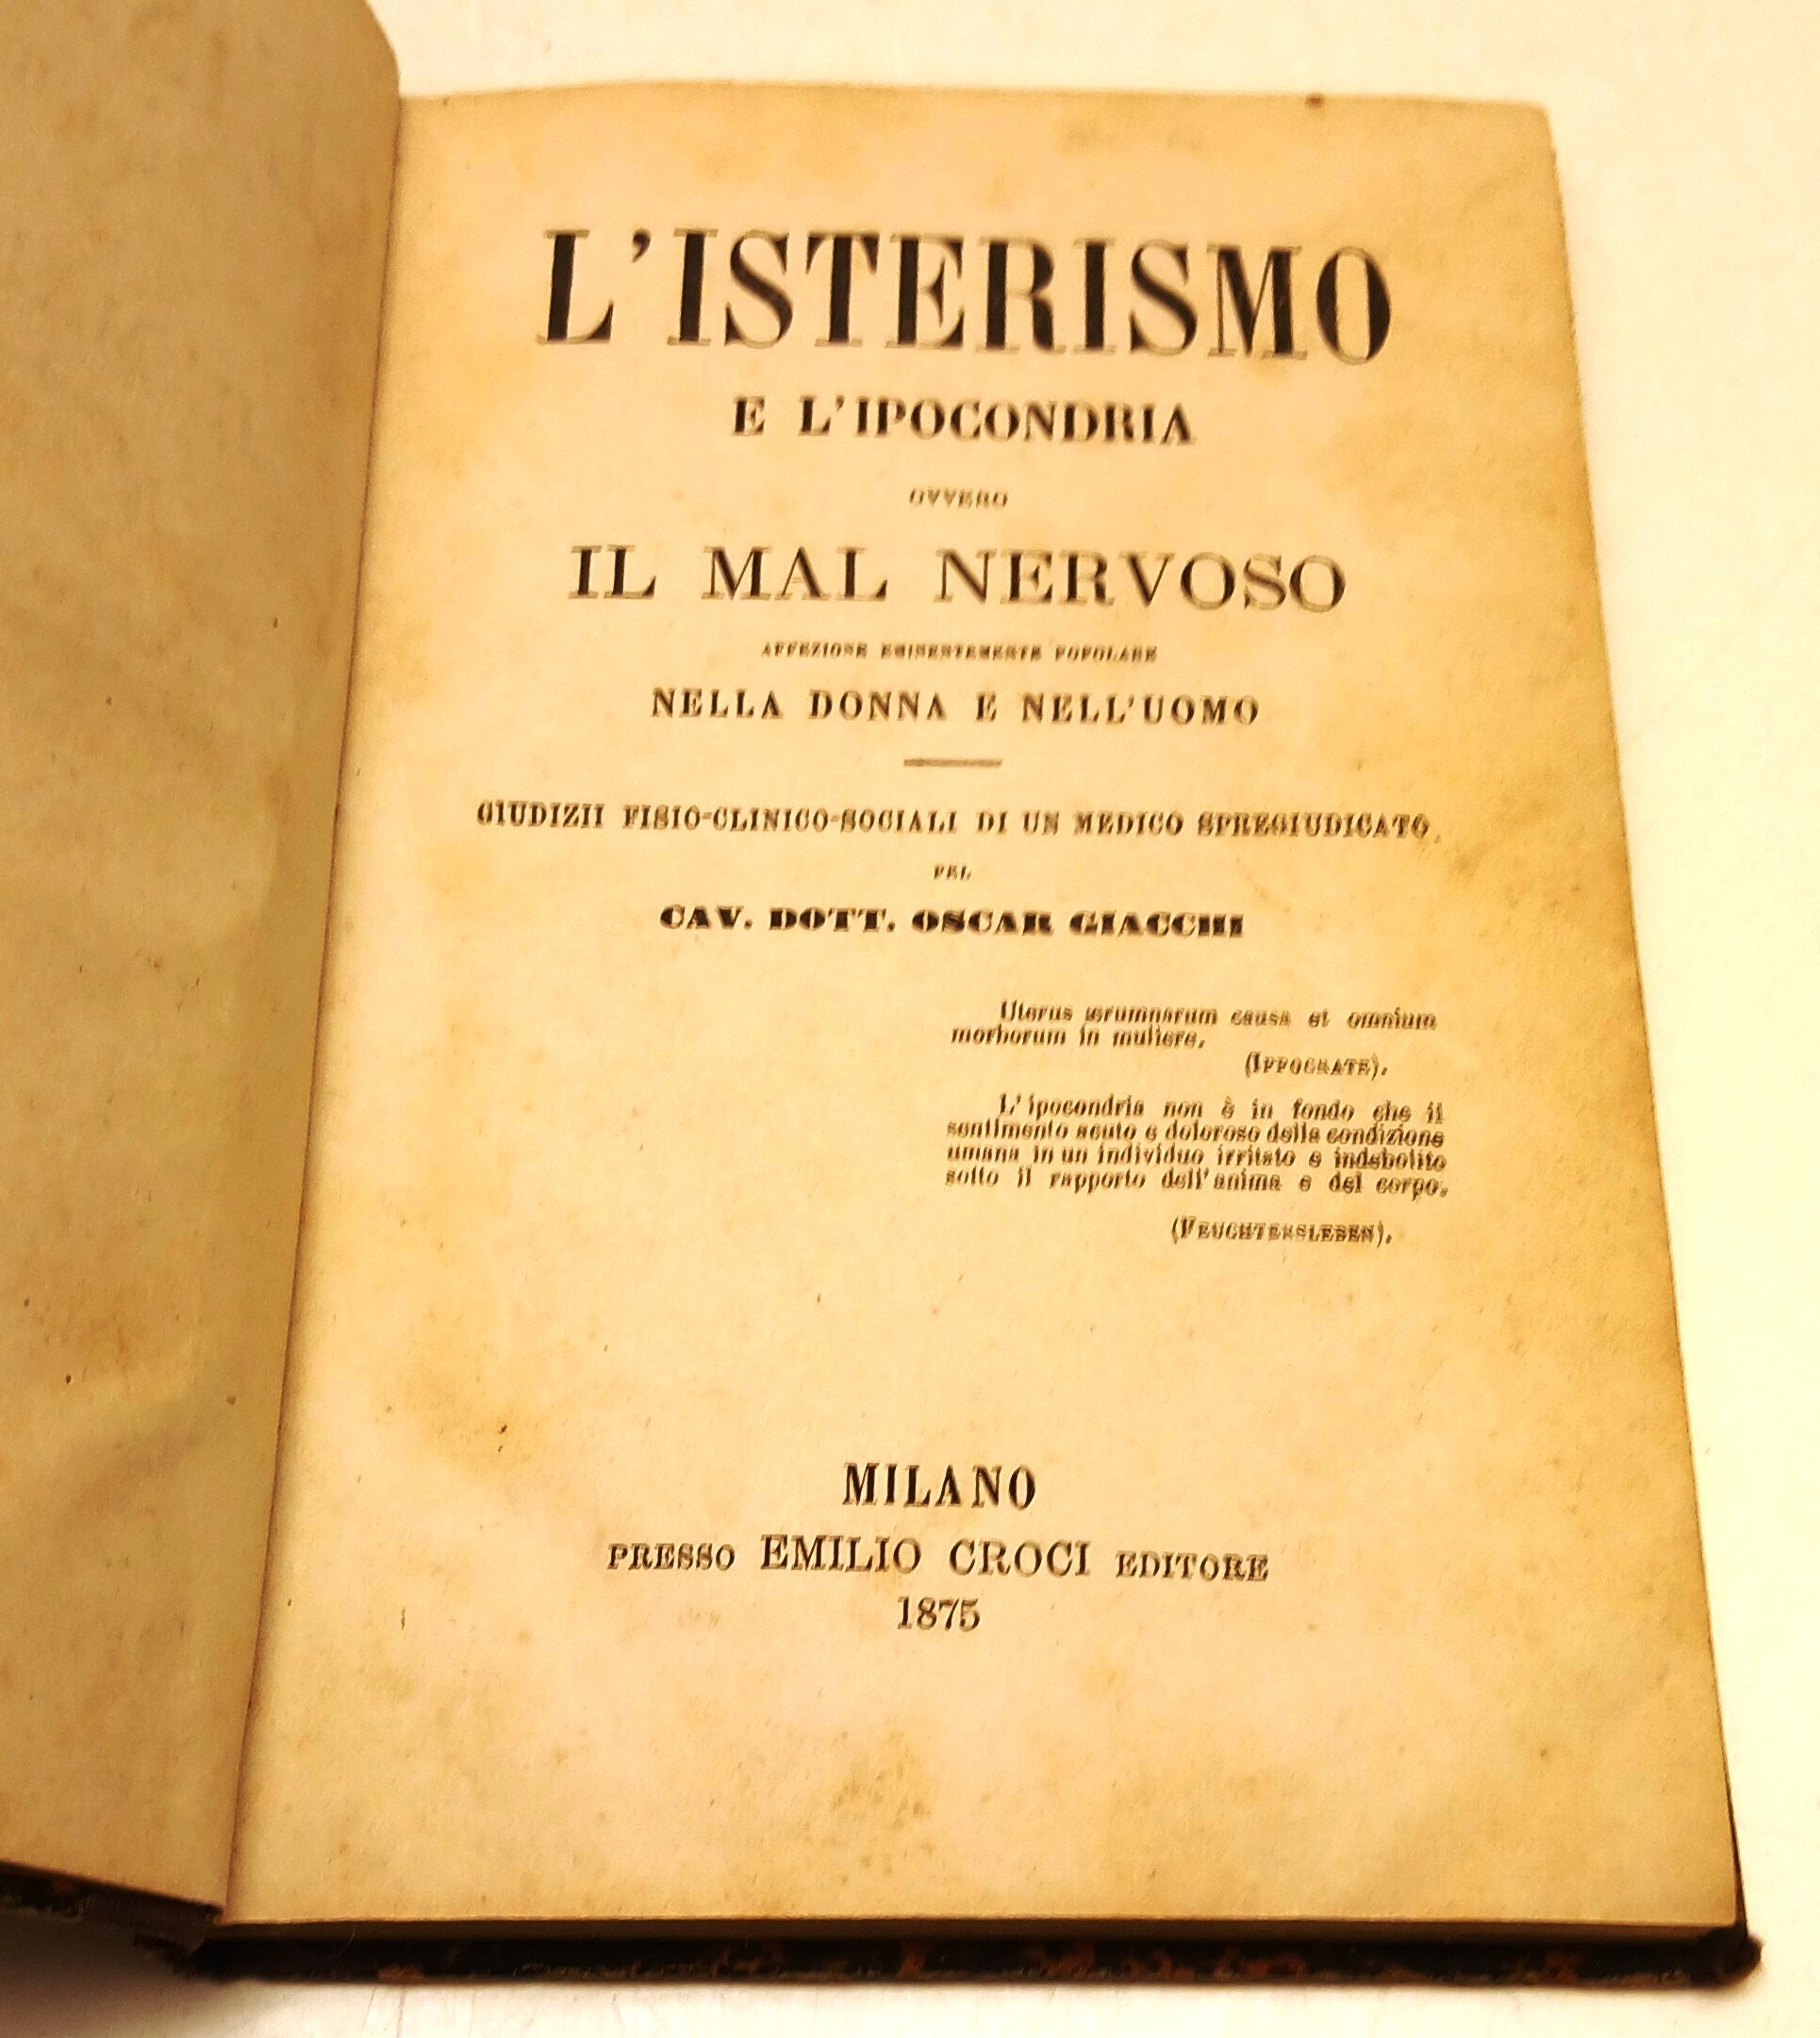 L'ISTERISMO
E L'IPOCONDRIA
OVVERO
IL MAL NERVOSO
AFFEZIONE EMINENTEMENTE POPOLARE
NELLA DONNA E NELL'UOMO
GIUDIZII FISIO-CLINICO-SOCIALI DI UN MEDICO SPREGIUDICATO
PEL
CAV. DOTT. OSCAR GIACCHI
Uterus ærumnarum causa et omnium
morborum in muliere.
(IPPOCRATE).
L'ipocondria non è in fondo che il
sentimento acuto e doloroso della condizione
umana in un individuo irritato e indebolito
sotto il rapporto dell'anima e del corpo.
(FEUCHTERSLEBEN).
MILANO
PRESSO EMILIO CROCI EDITORE
1875